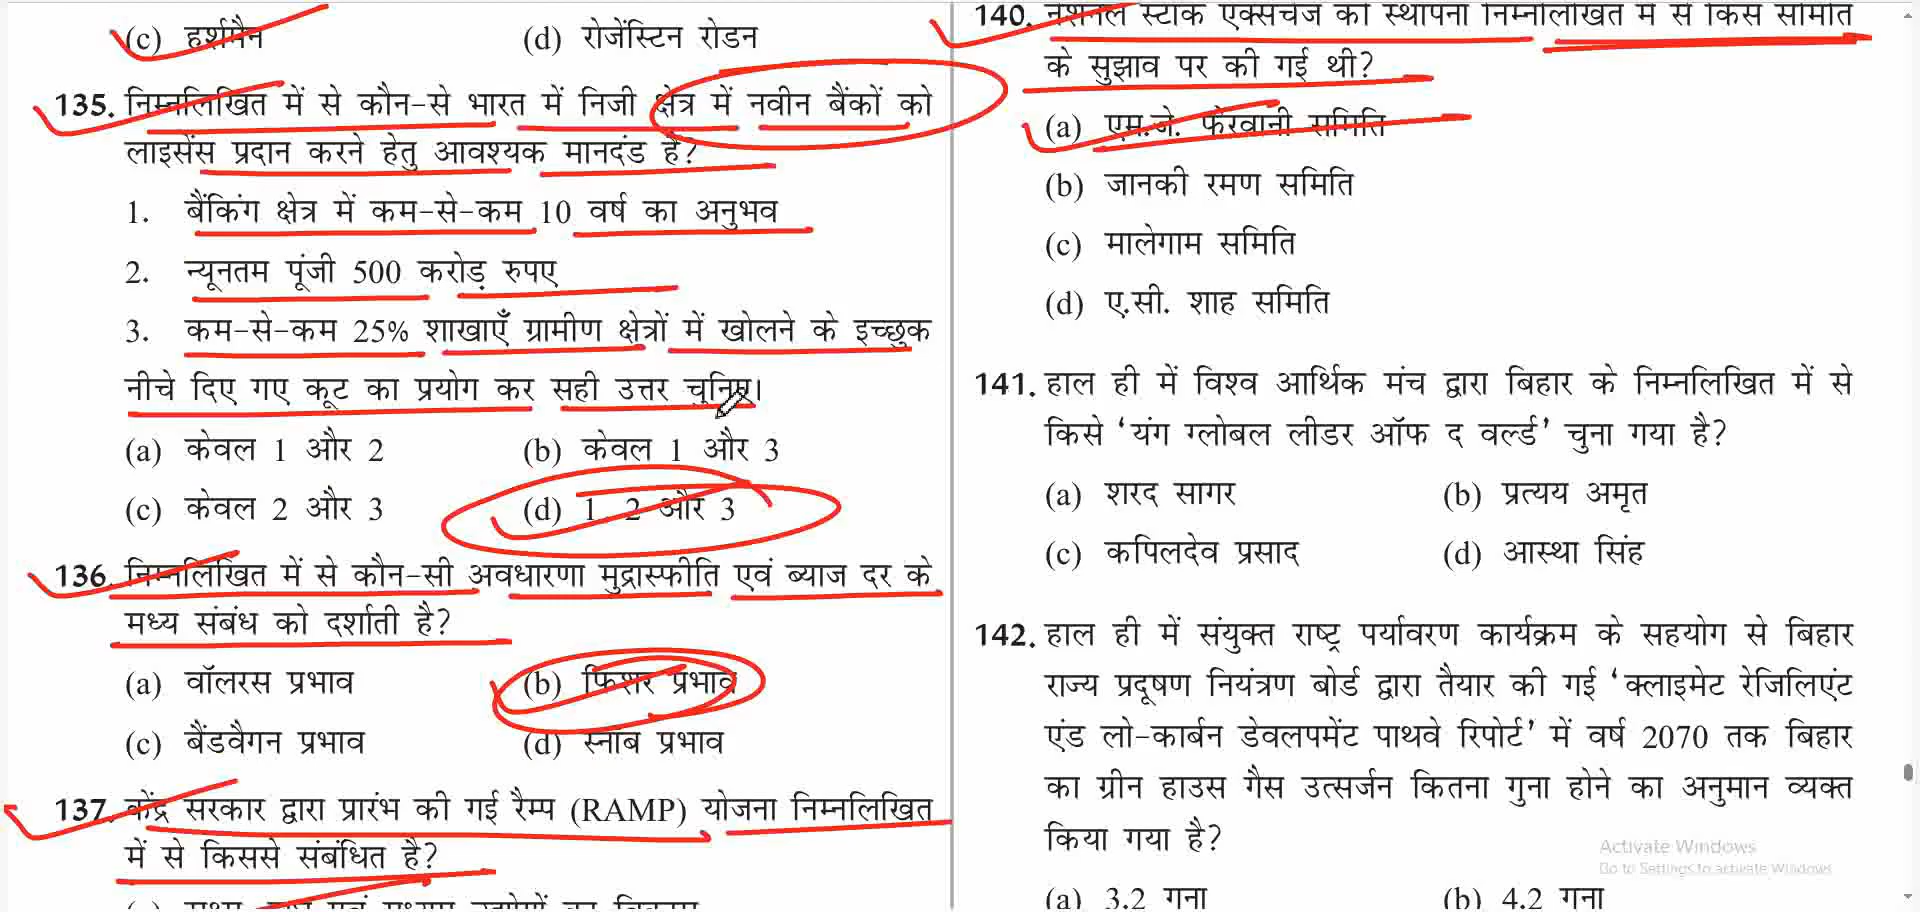 (c) हर्शमैन
(d) रोजेंस्टिन रोडन
135. निम्नलिखित में से कौन-से भारत में निजी क्षेत्र में नवीन बैंकों को
लाइसेंस प्रदान करने हेतु आवश्यक मानदंड हैं?
1. बैंकिंग क्षेत्र में कम-से-कम 10 वर्ष का अनुभव
2. न्यूनतम पूंजी 500 करोड़ रुपए
3. कम-से-कम 25% शाखाएँ ग्रामीण क्षेत्रों में खोलने के इच्छुक
नीचे दिए गए कूट का प्रयोग कर सही उत्तर चुनिए।
(a) केवल 1 और 2
(b) केवल 1 और 3
(c) केवल 2 और 3
(d) 1, 2 और 3
136. निम्नलिखित में से कौन-सी अवधारणा मुद्रास्फीति एवं ब्याज दर के
मध्य संबंध को दर्शाती है?
(a) वॉलरस प्रभाव
(b) फिशर प्रभाव
(c) बैंडवैगन प्रभाव
(d) स्नॉब प्रभाव
137. केंद्र सरकार द्वारा प्रारंभ की गई रैम्प (RAMP) योजना निम्नलिखित
में से किससे संबंधित है?
140. नेशनल स्टॉक एक्सचेंज की स्थापना निम्नलिखित में से किस समिति
के सुझाव पर की गई थी?
(a) एम.जे. फेरवानी समिति
(b) जानकी रमण समिति
(c) मालेगाम समिति
(d) ए.सी. शाह समिति
141. हाल ही में विश्व आर्थिक मंच द्वारा बिहार के निम्नलिखित में से
किसे ‘यंग ग्लोबल लीडर ऑफ द वर्ल्ड’ चुना गया है?
(a) शरद सागर
(b) प्रत्यय अमृत
(c) कपिलदेव प्रसाद
(d) आस्था सिंह
142. हाल ही में संयुक्त राष्ट्र पर्यावरण कार्यक्रम के सहयोग से बिहार
राज्य प्रदूषण नियंत्रण बोर्ड द्वारा तैयार की गई ‘क्लाइमेट रेजिलिएंट
एंड लो-कार्बन डेवलपमेंट पाथवे रिपोर्ट’ में वर्ष 2070 तक बिहार
का ग्रीन हाउस गैस उत्सर्जन कितना गुना होने का अनुमान व्यक्त
किया गया है?
(a) 3.2 गुना
(b) 4.2 गुना
Activate Windows
Go to Settings to activate Windows.